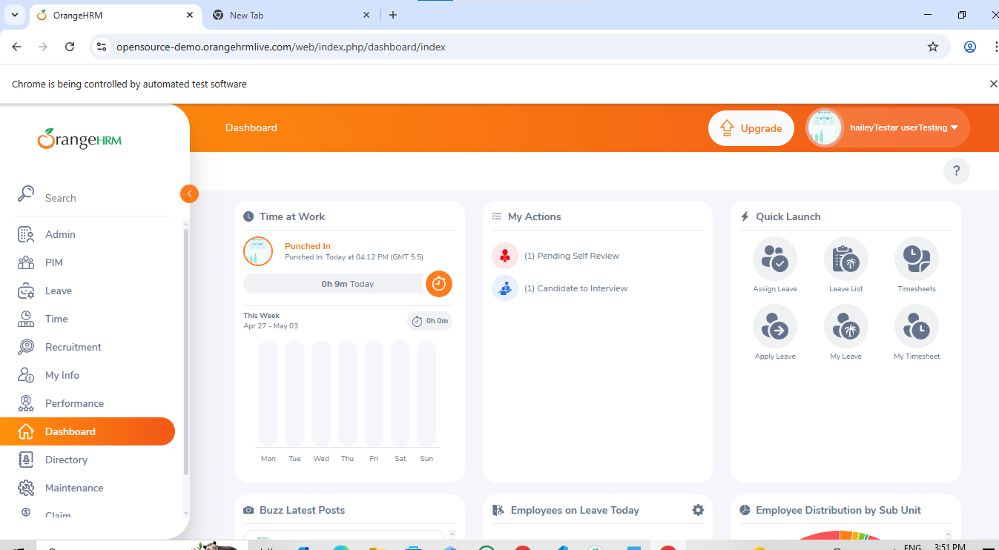 OrangeHRM
New Tab
opensource-demo.orangehrmlive.com/web/index.php/dashboard/index
Chrome is being controlled by automated test software
OrangeHRM
Dashboard
Upgrade
haileyTestar userTesting
?
Search
Admin
PIM
Leave
Time
Recruitment
My Info
Performance
Dashboard
Directory
Maintenance
Claim
Time at Work
Punched In
Punched In: Today at 04:12 PM (GMT 5.5)
0h 9m Today
This Week
Apr 27 - May 03
0h 0m
Mon Tue Wed Thu Fri Sat Sun
My Actions
(1) Pending Self Review
(1) Candidate to Interview
Quick Launch
Assign Leave
Leave List
Timesheets
Apply Leave
My Leave
My Timesheet
Buzz Latest Posts
Employees on Leave Today
Employee Distribution by Sub Unit
ENG
3:51 PM